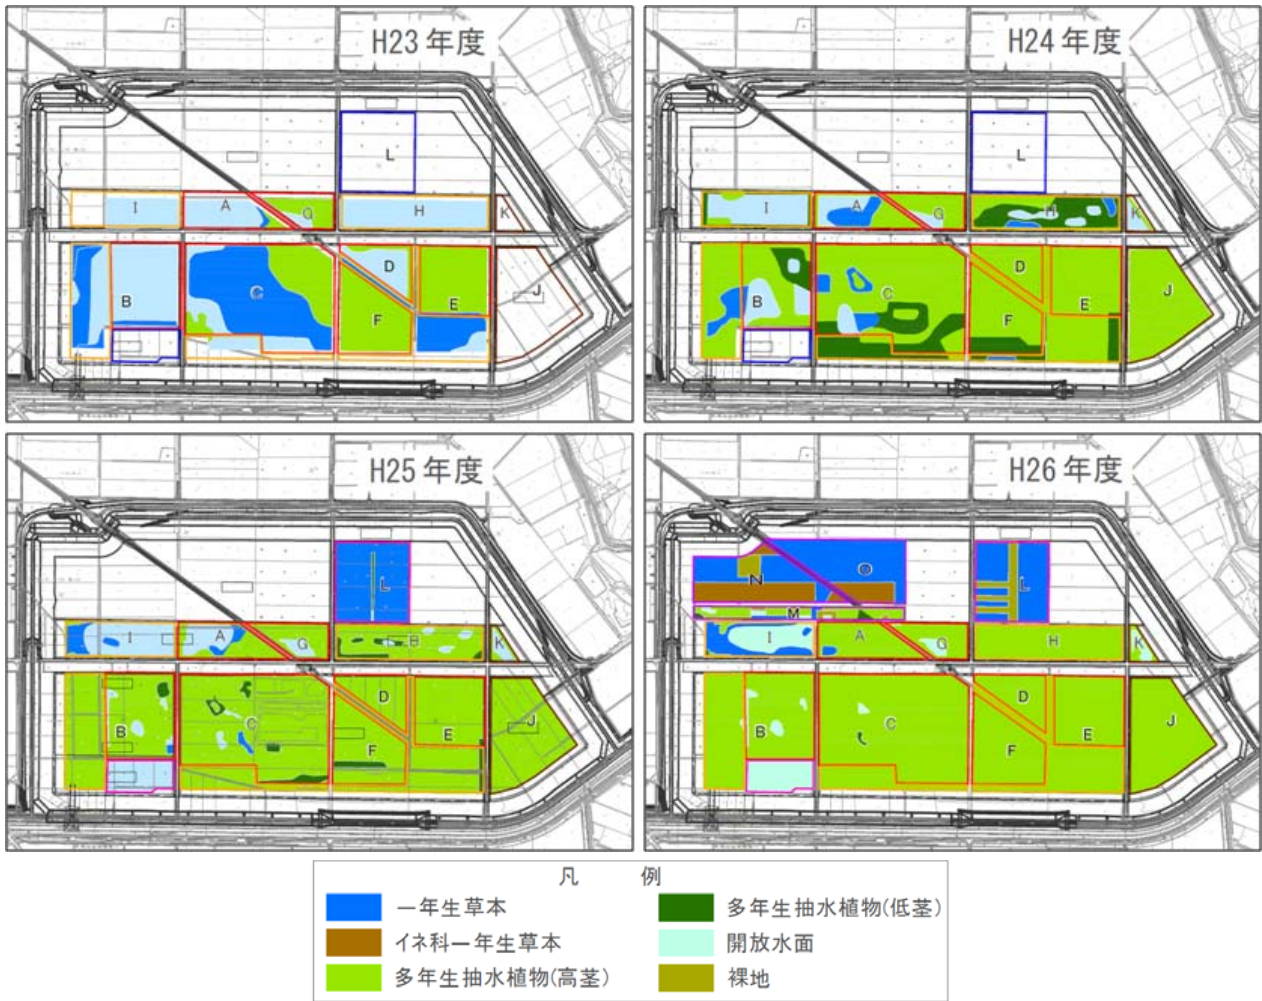 H23 年度
L
I
A
G
H
K
B
C
D
E
F
J
H24 年度
L
I
A
G
H
K
B
C
D
E
F
J
H25 年度
L
I
A
G
B
K
B
C
D
E
F
J
H26 年度
N
O
L
M
I
A
G
H
K
B
C
D
E
F
J
凡 例
一年生草本
イネ科一年生草本
多年生抽水植物(高茎)
多年生抽水植物(低茎)
開放水面
裸地